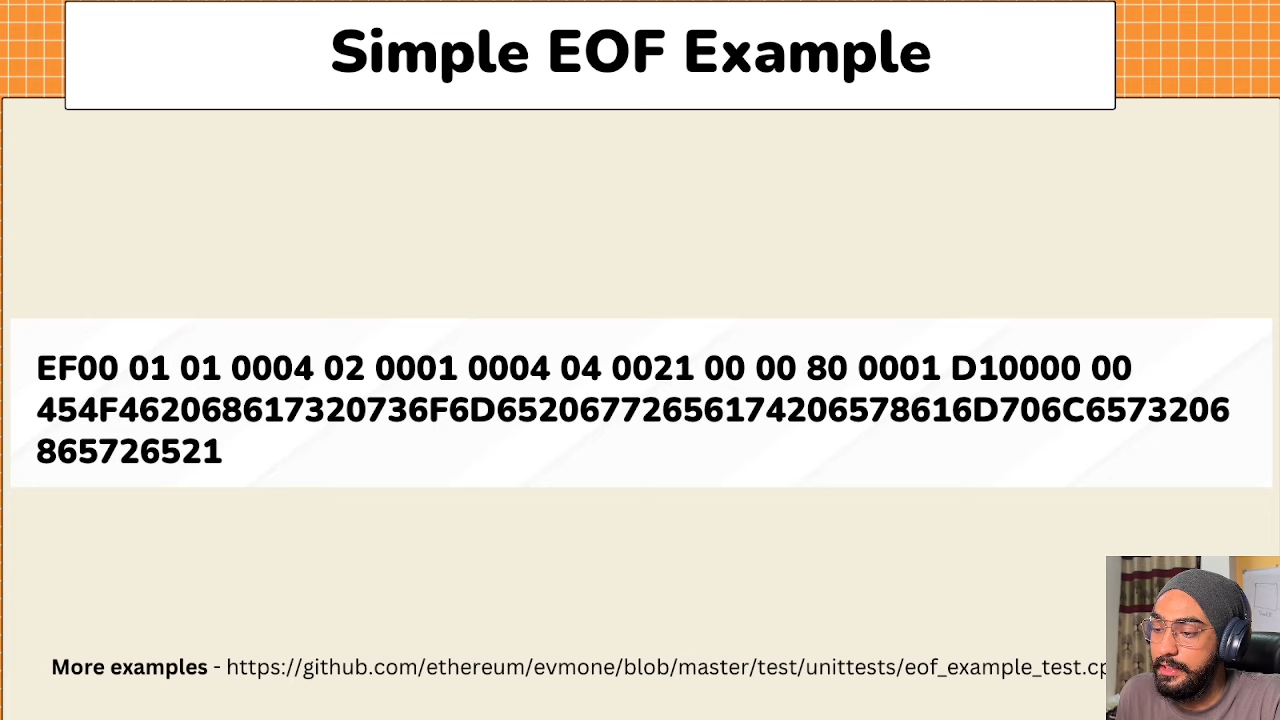 Simple EOF Example
EF00 01 01 0004 02 0001 0004 04 0021 00 00 80 0001 D10000 00
454F462068617320736F6D65206772656174206578616D706C6573206
865726521
More examples - https://github.com/ethereum/evmone/blob/master/test/unittests/eof_example_test.cp